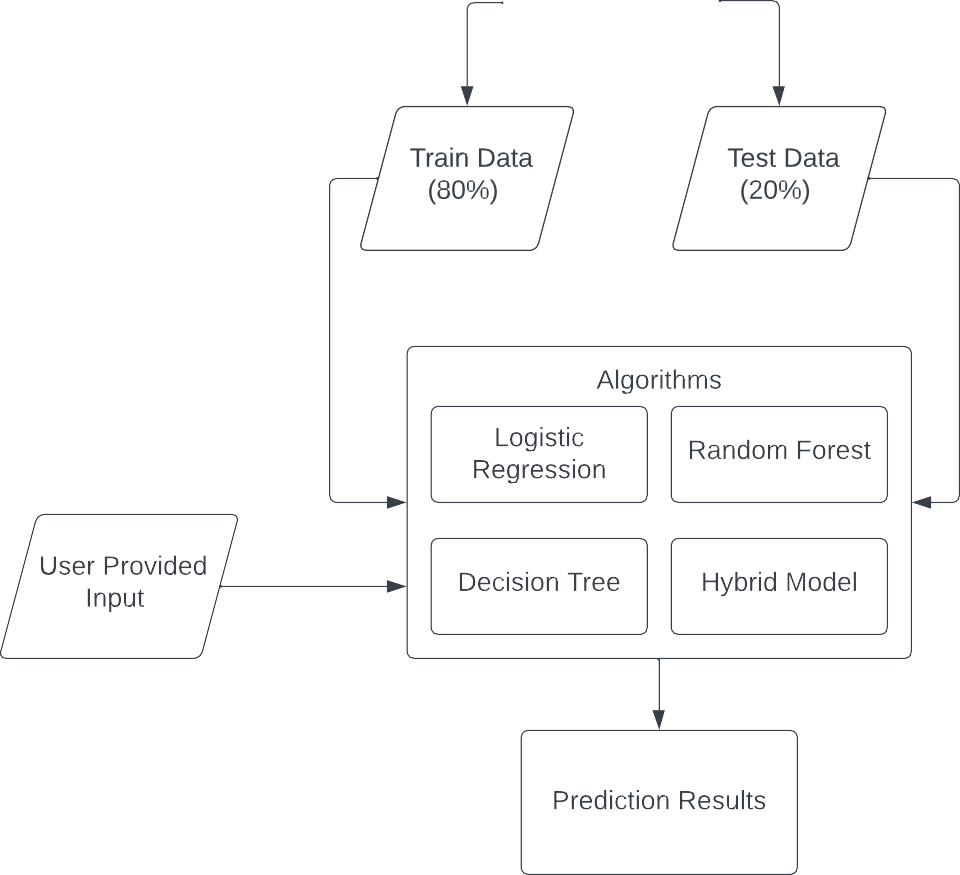 Train Data
(80%)
Test Data
(20%)
Algorithms
Logistic
Regression
Random Forest
User Provided
Input
Decision Tree
Hybrid Model
Prediction Results